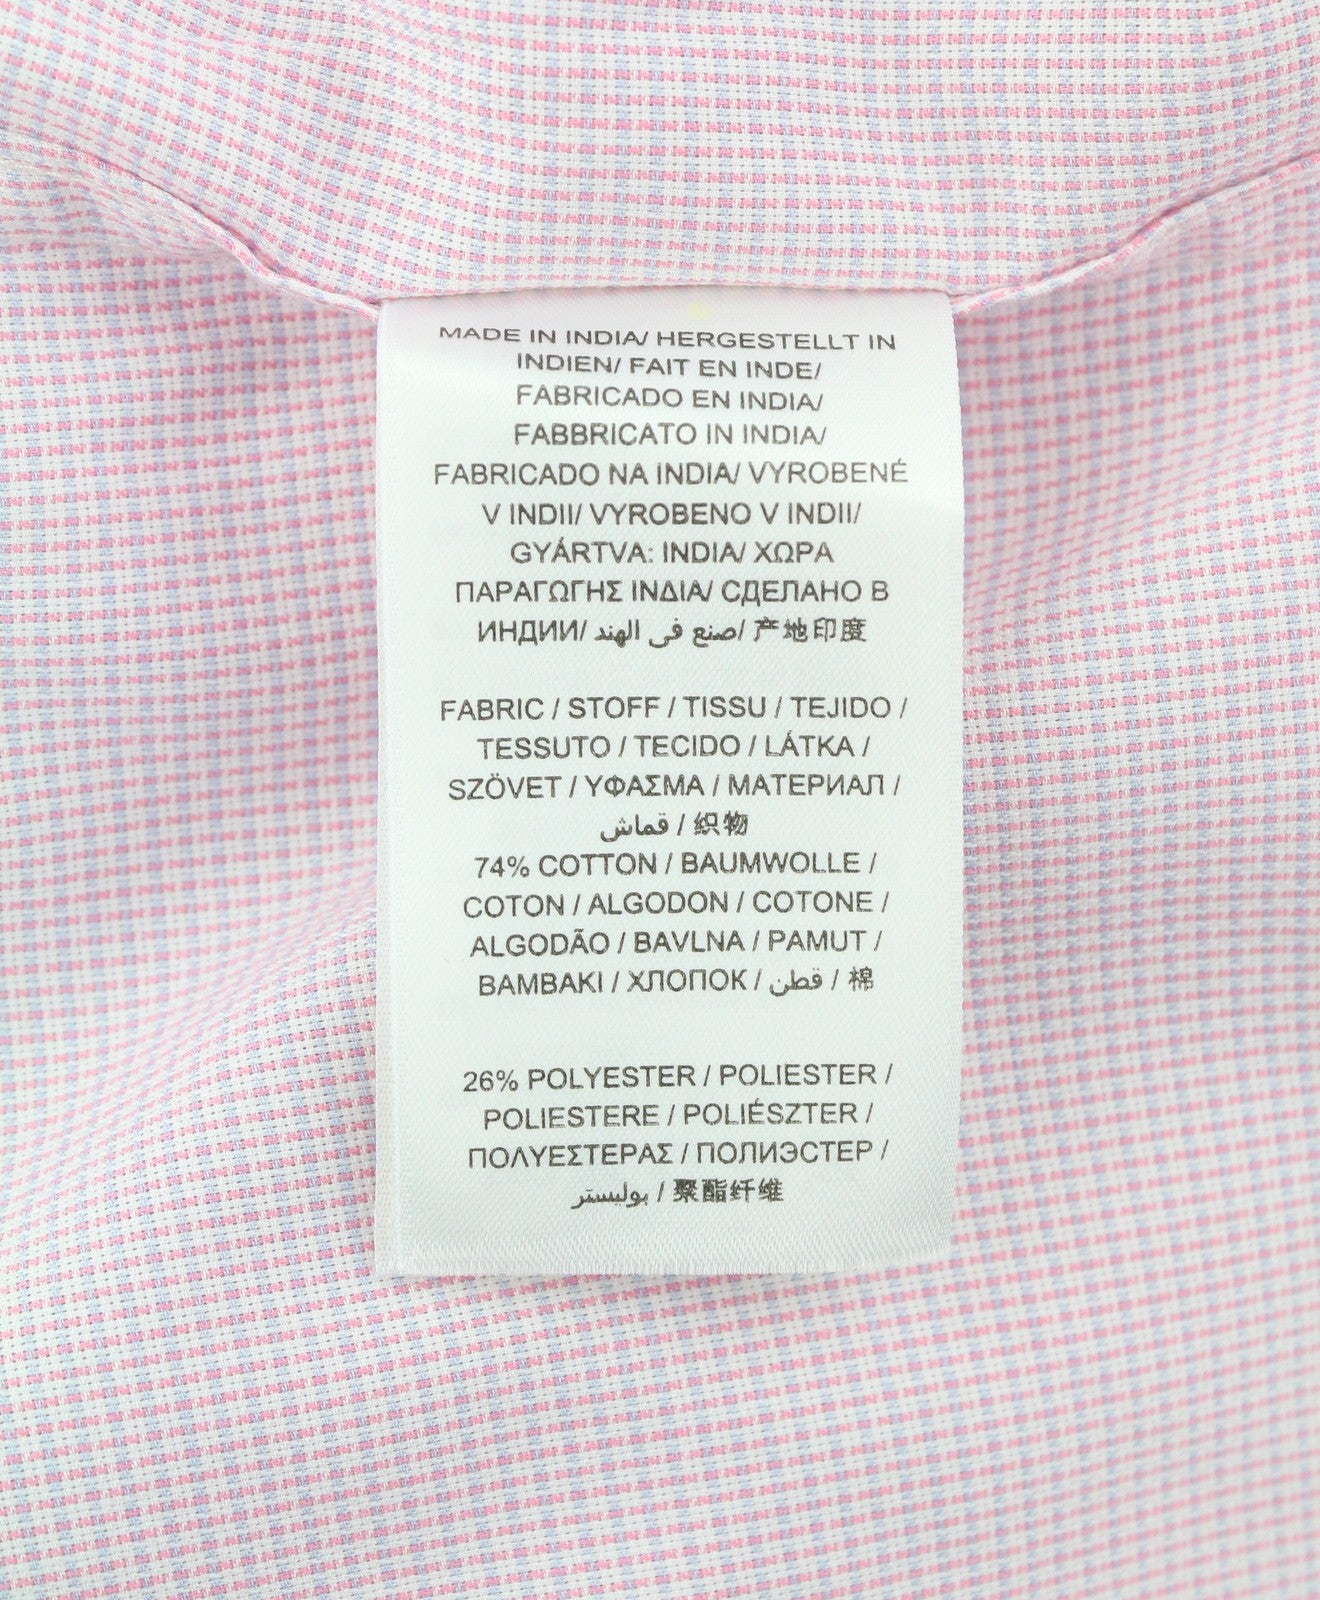 MADE IN INDIA/ HERGESTELLT IN
INDIEN/ FAIT EN INDE/
FABRICADO EN INDIA/
FABBRICATO IN INDIA/
FABRICADO NA INDIA/ VYROBENÉ
V INDII/ VYROBENO V INDII/
GYÁRTVA: INDIA/ ΧΩΡΑ
ΠΑΡΑΓΩΓΗΣ ΙΝΔΙΑ/ СДЕЛАНО В
ИНДИИ/ صنع في الهند/ 产地印度
FABRIC / STOFF / TISSU / TEJIDO /
TESSUTO / TECIDO / LÁTKA /
SZÖVET / ΥΦΑΣΜΑ / МАТЕРИАЛ /
قماش / 织物
74% COTTON / BAUMWOLLE /
COTON / ALGODON / COTONE /
ALGODÃO / BAVLNA / PAMUT /
BAMBAKI / ХЛОПОК / قطن / 棉
26% POLYESTER / POLIESTER /
POLIESTERE / POLIÉSZTER /
ΠΟΛΥΕΣΤΕΡΑΣ / ПОЛИЭСТЕР /
بوليستر / 聚酯纤维